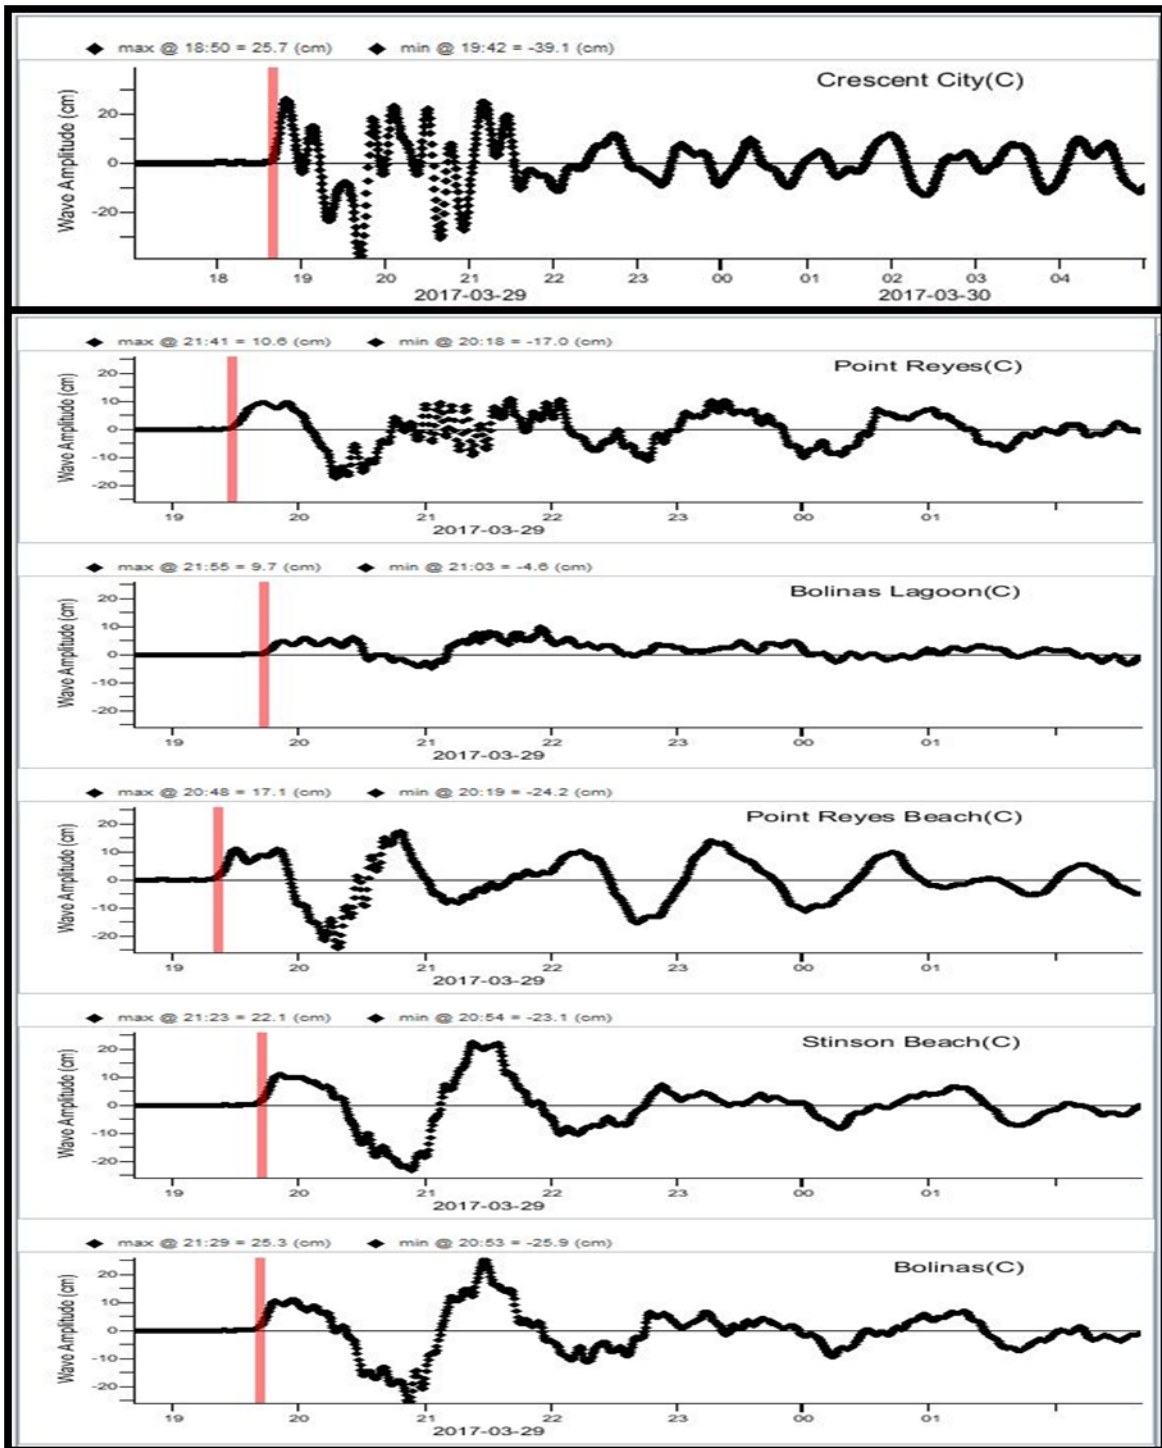 max @ 18:50 = 25.7 (cm) min @ 19:42 = -39.1 (cm)
Crescent City(C)
Wave Amplitude (cm)
20
0
-20
18 19 20 21 22 23 00 01 02 03 04
2017-03-29 2017-03-30
max @ 21:41 = 10.6 (cm) min @ 20:18 = -17.0 (cm)
Point Reyes(C)
Wave Amplitude (cm)
20
10
0
-10
-20
19 20 21 22 23 00 01
2017-03-29
max @ 21:55 = 9.7 (cm) min @ 21:03 = -4.6 (cm)
Bolinas Lagoon(C)
Wave Amplitude (cm)
20
10
0
-10
-20
19 20 21 22 23 00 01
2017-03-29
max @ 20:48 = 17.1 (cm) min @ 20:19 = -24.2 (cm)
Point Reyes Beach(C)
Wave Amplitude (cm)
20
10
0
-10
-20
19 20 21 22 23 00 01
2017-03-29
max @ 21:23 = 22.1 (cm) min @ 20:54 = -23.1 (cm)
Stinson Beach(C)
Wave Amplitude (cm)
20
10
0
-10
-20
19 20 21 22 23 00 01
2017-03-29
max @ 21:29 = 25.3 (cm) min @ 20:53 = -25.9 (cm)
Bolinas(C)
Wave Amplitude (cm)
20
10
0
-10
-20
19 20 21 22 23 00 01
2017-03-29